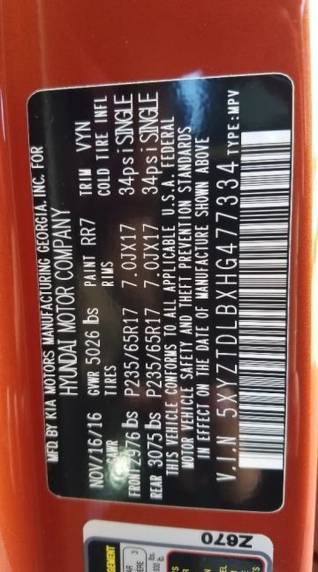 MFD BY KIA MOTORS MANUFACTURING GEORGIA, INC. FOR
HYUNDAI MOTOR COMPANY
NOV/16/16 GVWR 5026 lbs PAINT RR7 TRIM VYN
GAWR TIRES RIMS COLD TIRE INFL
FRONT 2976 lbs P235/65R17 7.0JX17 34psi SINGLE
REAR 3075 lbs P235/65R17 7.0JX17 34psi SINGLE
THIS VEHICLE CONFORMS TO ALL APPLICABLE U.S.A. FEDERAL
MOTOR VEHICLE SAFETY AND THEFT PREVENTION STANDARDS
IN EFFECT ON THE DATE OF MANUFACTURE SHOWN ABOVE
V.I.N 5XYZTDLBXHG477334 TYPE:MPV
Z670